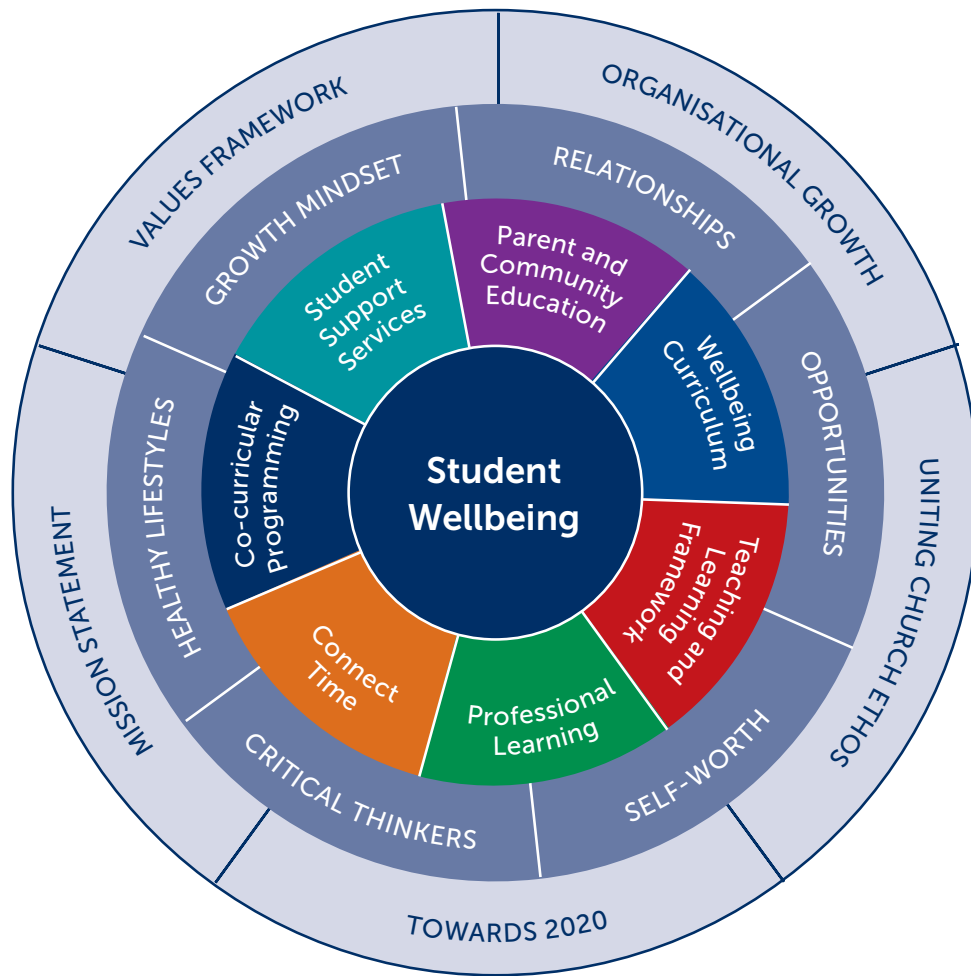 VALUES FRAMEWORK
ORGANISATIONAL GROWTH
UNITING CHURCH ETHOS
TOWARDS 2020
MISSION STATEMENT
GROWTH MINDSET
RELATIONSHIPS
OPPORTUNITIES
SELF-WORTH
CRITICAL THINKERS
HEALTHY LIFESTYLES
Student
Support
Services
Parent and
Community
Education
Wellbeing
Curriculum
Teaching and
Learning
Framework
Professional
Learning
Connect
Time
Co-curricular
Programming
Student
Wellbeing